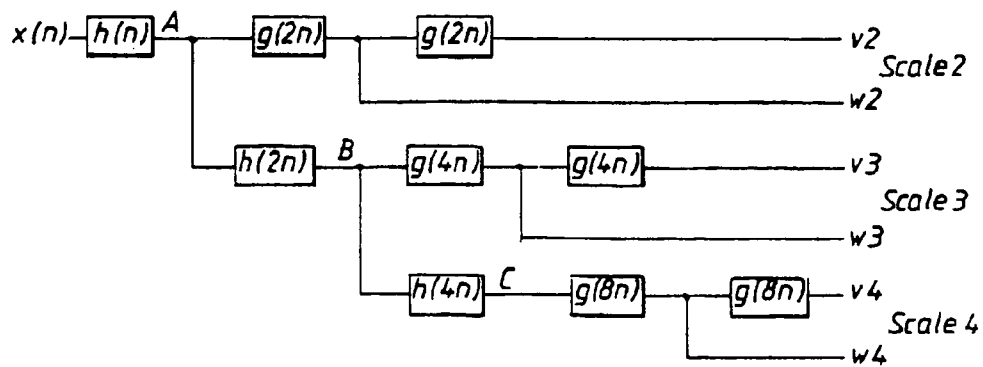 x(n) h(n) A g(2n) g(2n) v2
Scale 2
w2
h(2n) B g(4n) g(4n) v3
Scale 3
w3
h(4n) C g(8n) g(8n) v4
Scale 4
w4